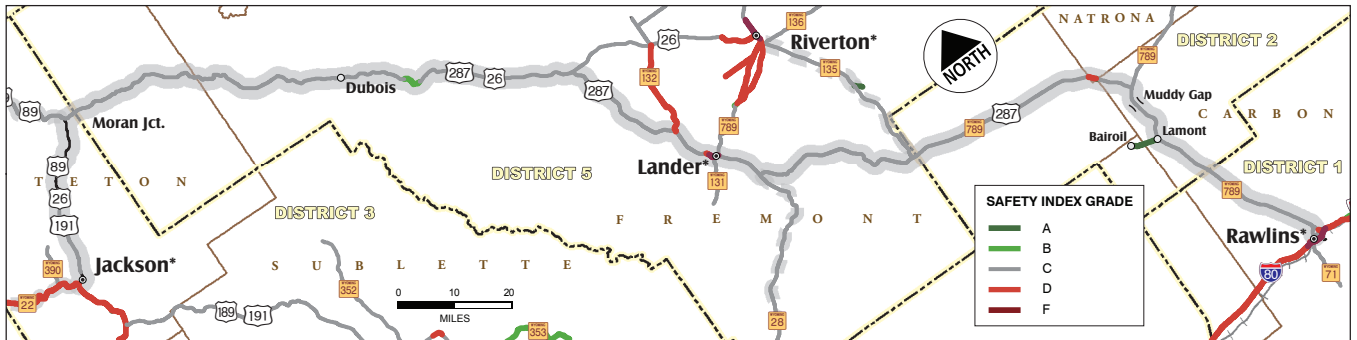 NATRONA
DISTRICT 2
136
26
Riverton*
789
NORTH
132
135
287
26
Dubois
287
Muddy Gap
789
287
CARBON
89
Moran Jct.
789
Bairoil
Lamont
Lander*
131
DISTRICT 1
89
26
191
TETON
DISTRICT 5
789
DISTRICT 3
FREMONT
SAFETY INDEX GRADE
A
B
C
D
F
Rawlins*
390
Jackson*
SUBLETTE
80
71
22
352
0 10 20
MILES
189
191
353
28